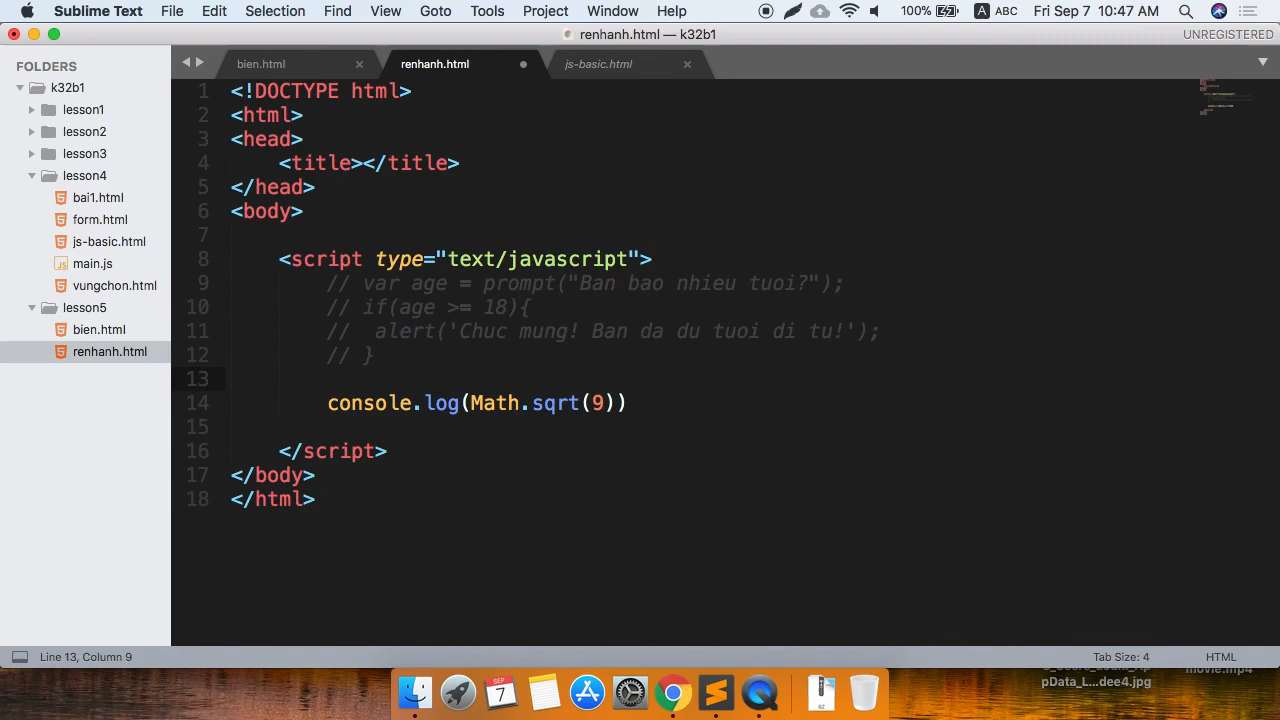 Sublime Text File Edit Selection Find View Goto Tools Project Window Help 100% A ABC Fri Sep 7 10:47 AM
renhanh.html — k32b1 UNREGISTERED
FOLDERS
k32b1
lesson1
lesson2
lesson3
lesson4
bai1.html
form.html
js-basic.html
main.js
vungchon.html
lesson5
bien.html
renhanh.html
bien.html × renhanh.html js-basic.html ×
1 <!DOCTYPE html>
2 <html>
3 <head>
4 <title></title>
5 </head>
6 <body>
7
8 <script type="text/javascript">
9 // var age = prompt("Ban bao nhieu tuoi?");
10 // if(age >= 18){
11 // alert('Chuc mung! Ban da du tuoi di tu!');
12 // }
13
14 console.log(Math.sqrt(9))
15
16 </script>
17 </body>
18 </html>
Line 13, Column 9 Tab Size: 4 HTML
pData_L...dee4.jpg
SEP
7